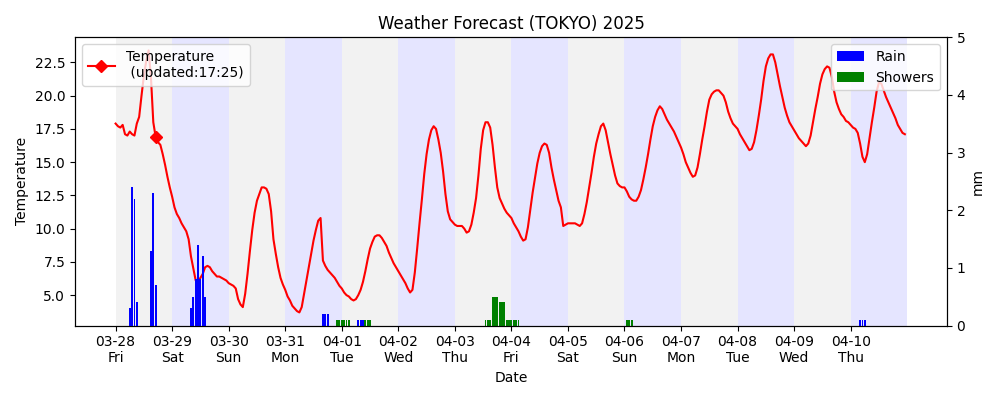 Weather Forecast (TOKYO) 2025
Temperature
(updated:17:25)
Rain
Showers
Temperature
22.5
20.0
17.5
15.0
12.5
10.0
7.5
5.0
5
4
3
2
1
0
mm
03-28 03-29 03-30 03-31 04-01 04-02 04-03 04-04 04-05 04-06 04-07 04-08 04-09 04-10
Fri Sat Sun Mon Tue Wed Thu Fri Sat Sun Mon Tue Wed Thu
Date